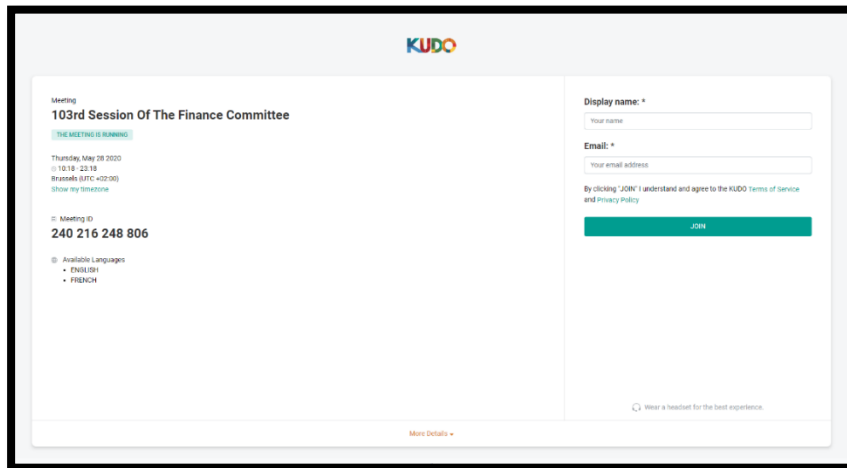 KUDO
Meeting
103rd Session Of The Finance Committee
THE MEETING IS RUNNING
Thursday, May 28 2020
10:18 - 23:18
Brussels (UTC +02:00)
Show my timezone
Meeting ID
240 216 248 806
Available Languages
• ENGLISH
• FRENCH
Display name: *
Your name
Email: *
Your email address
By clicking "JOIN" I understand and agree to the KUDO Terms of Service
and Privacy Policy
JOIN
Wear a headset for the best experience.
More Details